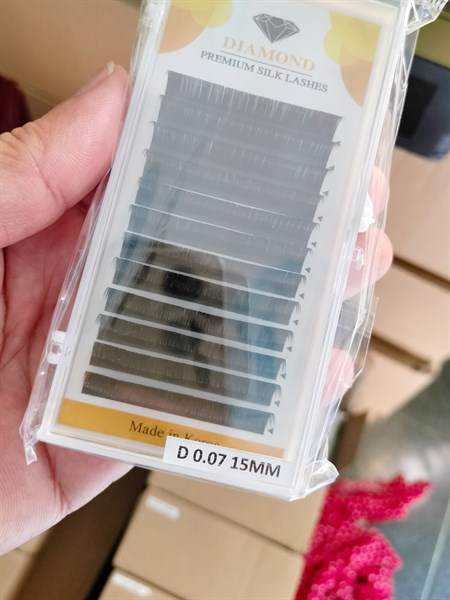 DIAMOND
PREMIUM SILK LASHES
Made in Korea
D 0.07 15MM